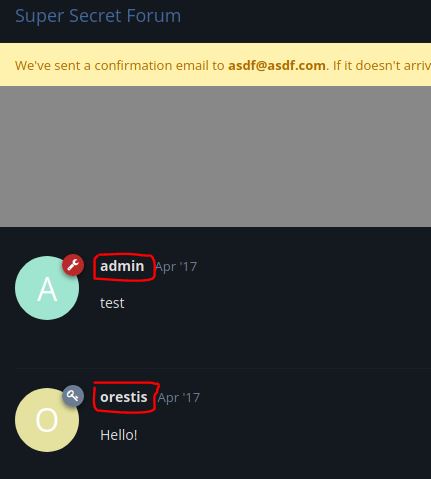 Super Secret Forum
We've sent a confirmation email to asdf@asdf.com. If it doesn't arriv
A
admin Apr '17
test
O
orestis Apr '17
Hello!